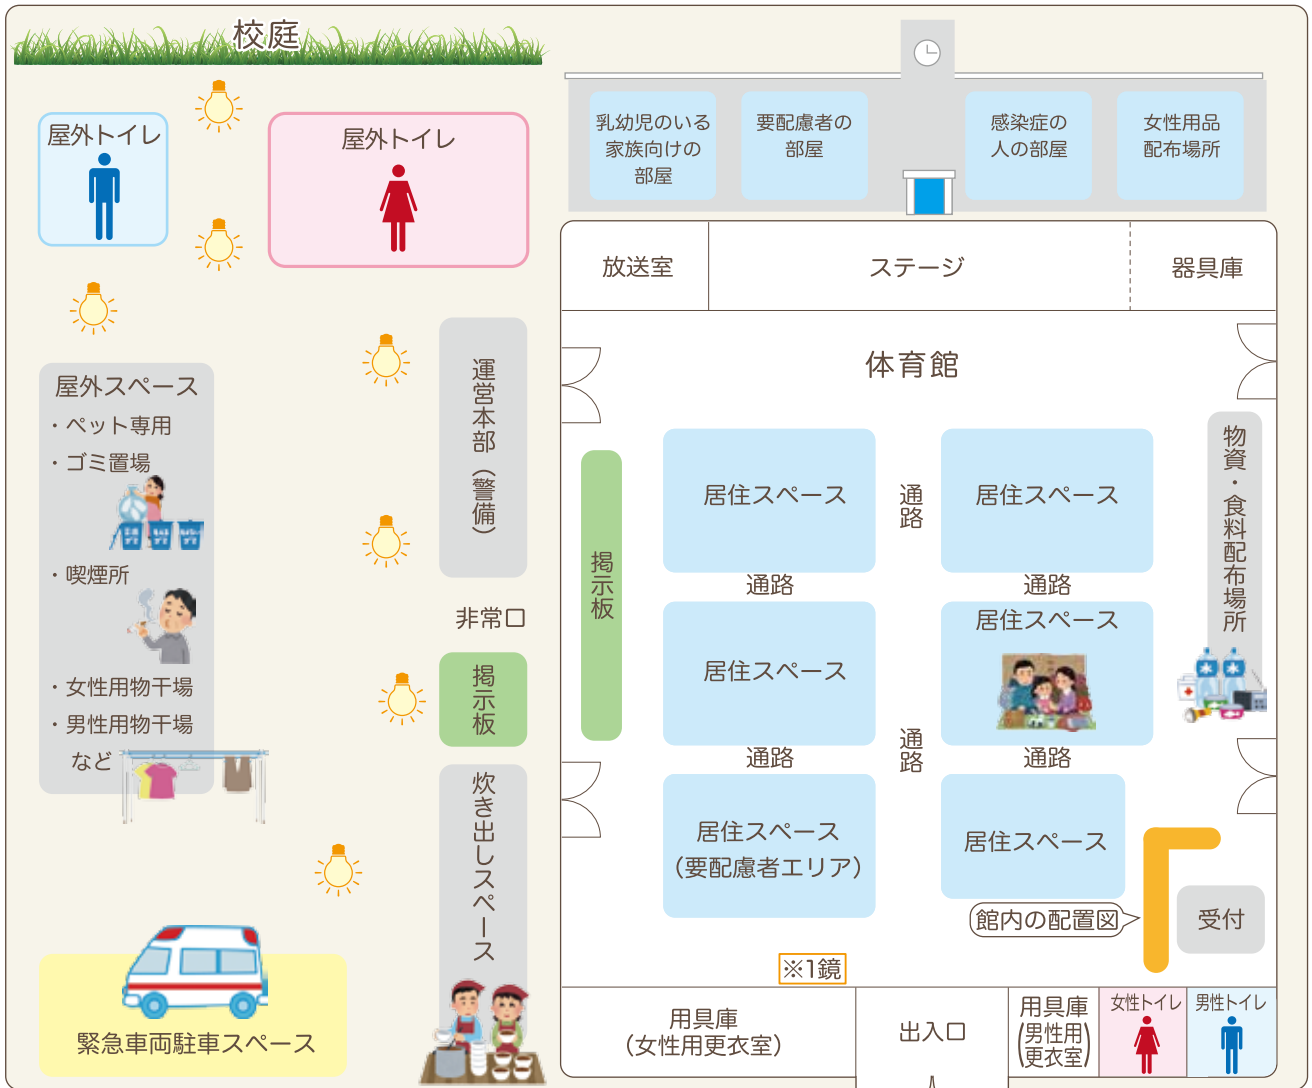 校庭
屋外トイレ
屋外トイレ
乳幼児のいる
家族向けの
部屋
要配慮者の
部屋
感染症の
人の部屋
女性用品
配布場所
放送室
ステージ
器具庫
体育館
屋外スペース
・ペット専用
・ゴミ置場
・喫煙所
・女性用物干場
・男性用物干場
など
運営本部（警備）
非常口
掲示板
炊き出しスペース
緊急車両駐車スペース
掲示板
居住スペース
通路
居住スペース
通路
通路
居住スペース
居住スペース
通路
通路
通路
居住スペース
（要配慮者エリア）
居住スペース
物資・食料配布場所
館内の配置図
受付
※1鏡
用具庫
（女性用更衣室）
出入口
用具庫
（男性用
更衣室）
女性トイレ
男性トイレ